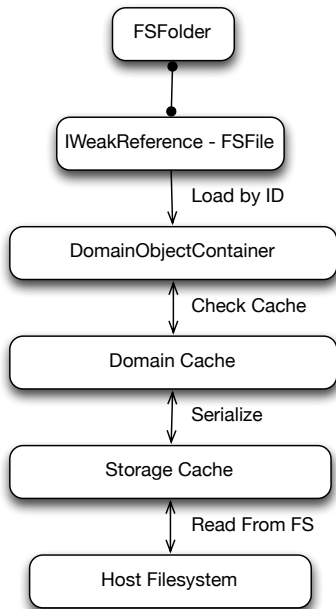 FSFolder
IWeakReference - FSFile
Load by ID
DomainObjectContainer
Check Cache
Domain Cache
Serialize
Storage Cache
Read From FS
Host Filesystem